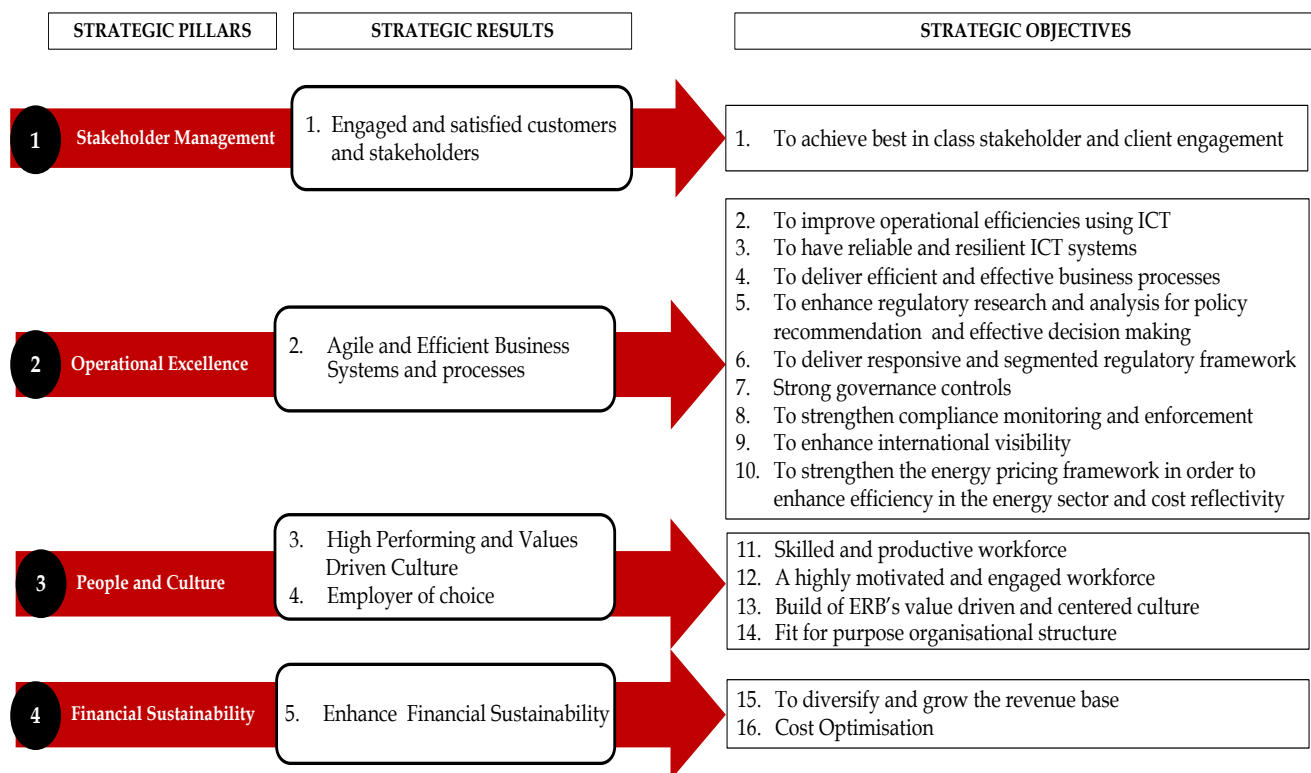 STRATEGIC PILLARS
STRATEGIC RESULTS
STRATEGIC OBJECTIVES
1
Stakeholder Management
1. Engaged and satisfied customers
and stakeholders
1. To achieve best in class stakeholder and client engagement
2
Operational Excellence
2. Agile and Efficient Business
Systems and processes
2. To improve operational efficiencies using ICT
3. To have reliable and resilient ICT systems
4. To deliver efficient and effective business processes
5. To enhance regulatory research and analysis for policy
recommendation and effective decision making
6. To deliver responsive and segmented regulatory framework
7. Strong governance controls
8. To strengthen compliance monitoring and enforcement
9. To enhance international visibility
10. To strengthen the energy pricing framework in order to
enhance efficiency in the energy sector and cost reflectivity
3
People and Culture
3. High Performing and Values
Driven Culture
4. Employer of choice
11. Skilled and productive workforce
12. A highly motivated and engaged workforce
13. Build of ERB's value driven and centered culture
14. Fit for purpose organisational structure
4
Financial Sustainability
5. Enhance Financial Sustainability
15. To diversify and grow the revenue base
16. Cost Optimisation